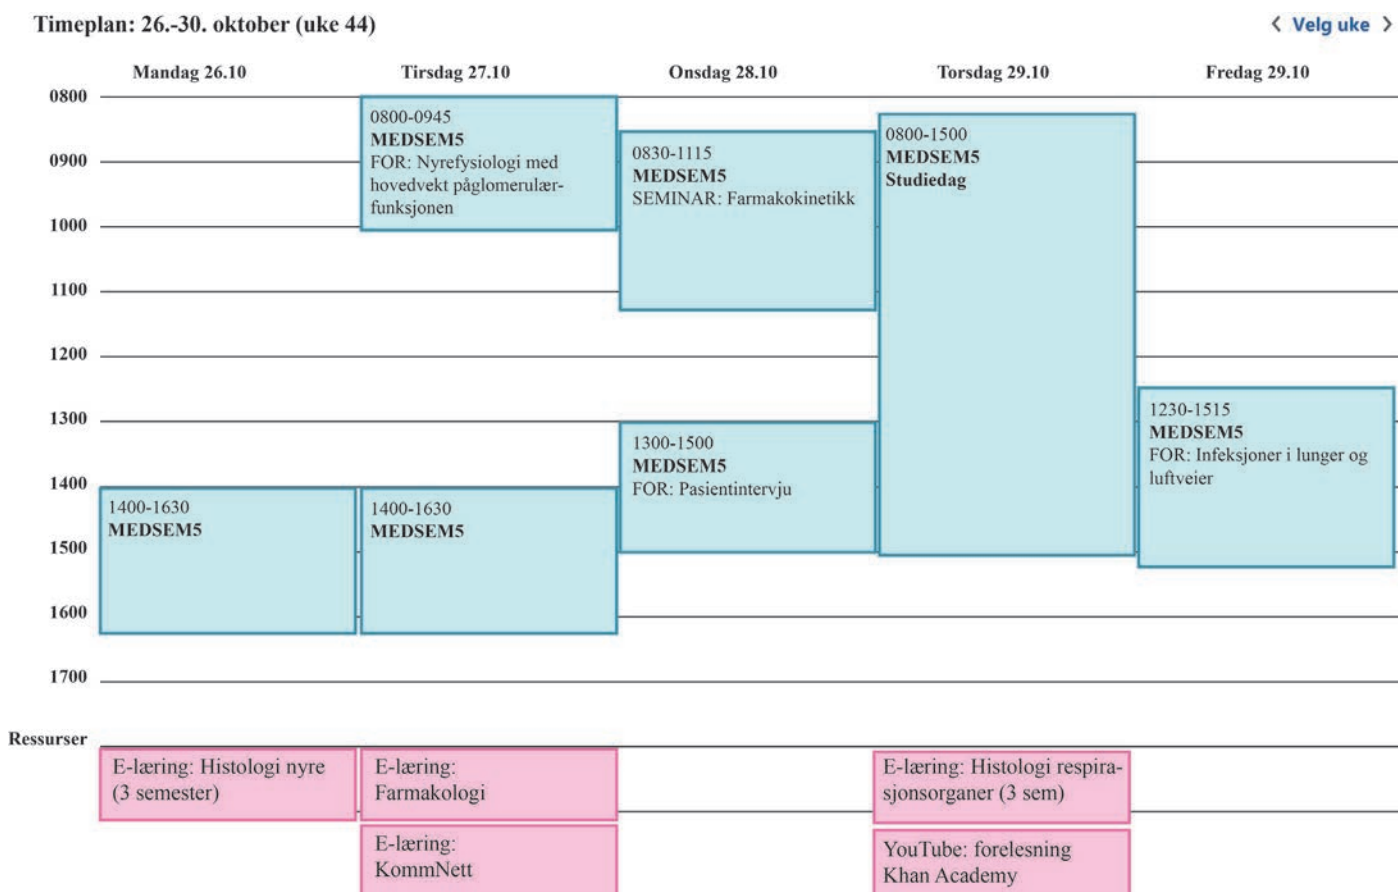 Timeplan: 26.-30. oktober (uke 44)
Velg uke
Mandag 26.10
Tirsdag 27.10
Onsdag 28.10
Torsdag 29.10
Fredag 29.10
0800
0900
1000
1100
1200
1300
1400
1500
1600
1700
1400-1630
MEDSEM5
0800-0945
MEDSEM5
FOR: Nyrefysiologi med
hovedvekt påglomerulær-
funksjonen
1400-1630
MEDSEM5
0830-1115
MEDSEM5
SEMINAR: Farmakokinetikk
1300-1500
MEDSEM5
FOR: Pasientintervju
0800-1500
MEDSEM5
Studiedag
1230-1515
MEDSEM5
FOR: Infeksjoner i lunger og
luftveier
Ressurser
E-læring: Histologi nyre
(3 semester)
E-læring:
Farmakologi
E-læring:
KommNett
E-læring: Histologi respira-
sjonsorganer (3 sem)
YouTube: forelesning
Khan Academy